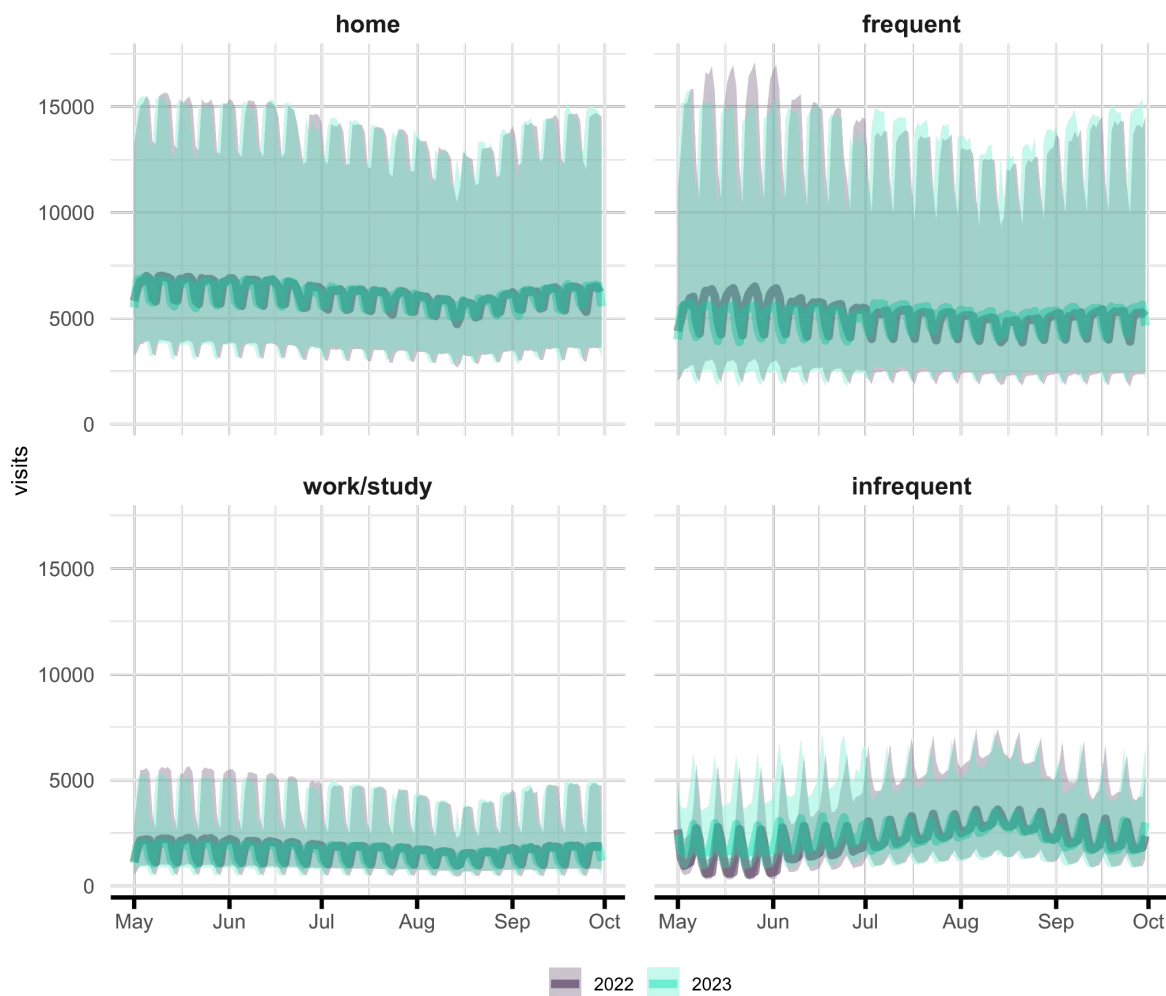 home frequent
15000
10000
5000
0
visits
work/study infrequent
15000
10000
5000
0
May Jun Jul Aug Sep Oct May Jun Jul Aug Sep Oct
2022 2023